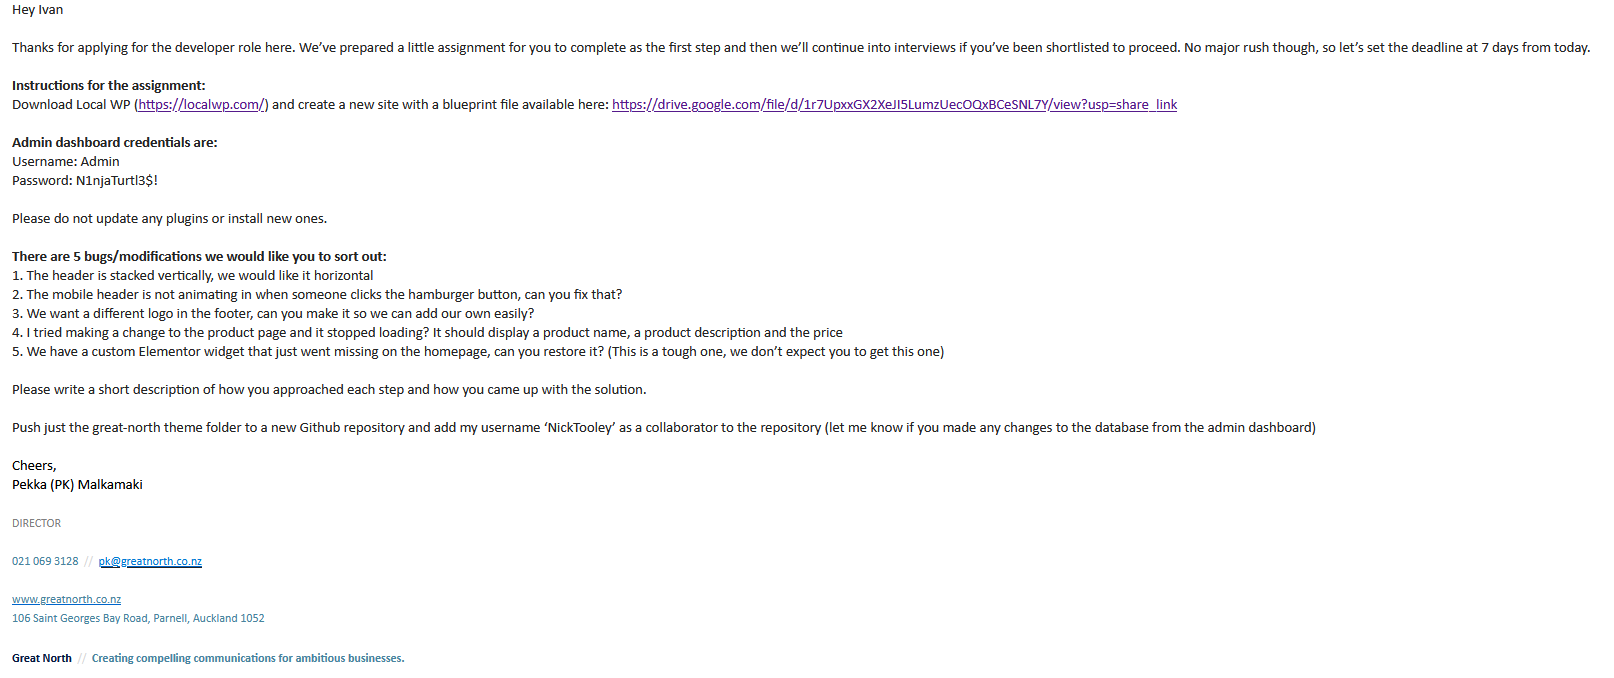 Hey Ivan
Thanks for applying for the developer role here. We've prepared a little assignment for you to complete as the first step and then we'll continue into interviews if you've been shortlisted to proceed. No major rush though, so let's set the deadline at 7 days from today.
Instructions for the assignment:
Download Local WP (https://localwp.com/) and create a new site with a blueprint file available here: https://drive.google.com/file/d/1r7UpxxGX2XeJI5LumzUecOQxBCeSNL7Y/view?usp=share_link
Admin dashboard credentials are:
Username: Admin
Password: N1njaTurtl3$!
Please do not update any plugins or install new ones.
There are 5 bugs/modifications we would like you to sort out:
1. The header is stacked vertically, we would like it horizontal
2. The mobile header is not animating in when someone clicks the hamburger button, can you fix that?
3. We want a different logo in the footer, can you make it so we can add our own easily?
4. I tried making a change to the product page and it stopped loading? It should display a product name, a product description and the price
5. We have a custom Elementor widget that just went missing on the homepage, can you restore it? (This is a tough one, we don't expect you to get this one)
Please write a short description of how you approached each step and how you came up with the solution.
Push just the great-north theme folder to a new Github repository and add my username 'NickTooley' as a collaborator to the repository (let me know if you made any changes to the database from the admin dashboard)
Cheers,
Pekka (PK) Malkamaki
DIRECTOR
021 069 3128 // pk@greatnorth.co.nz
www.greatnorth.co.nz
106 Saint Georges Bay Road, Parnell, Auckland 1052
Great North // Creating compelling communications for ambitious businesses.